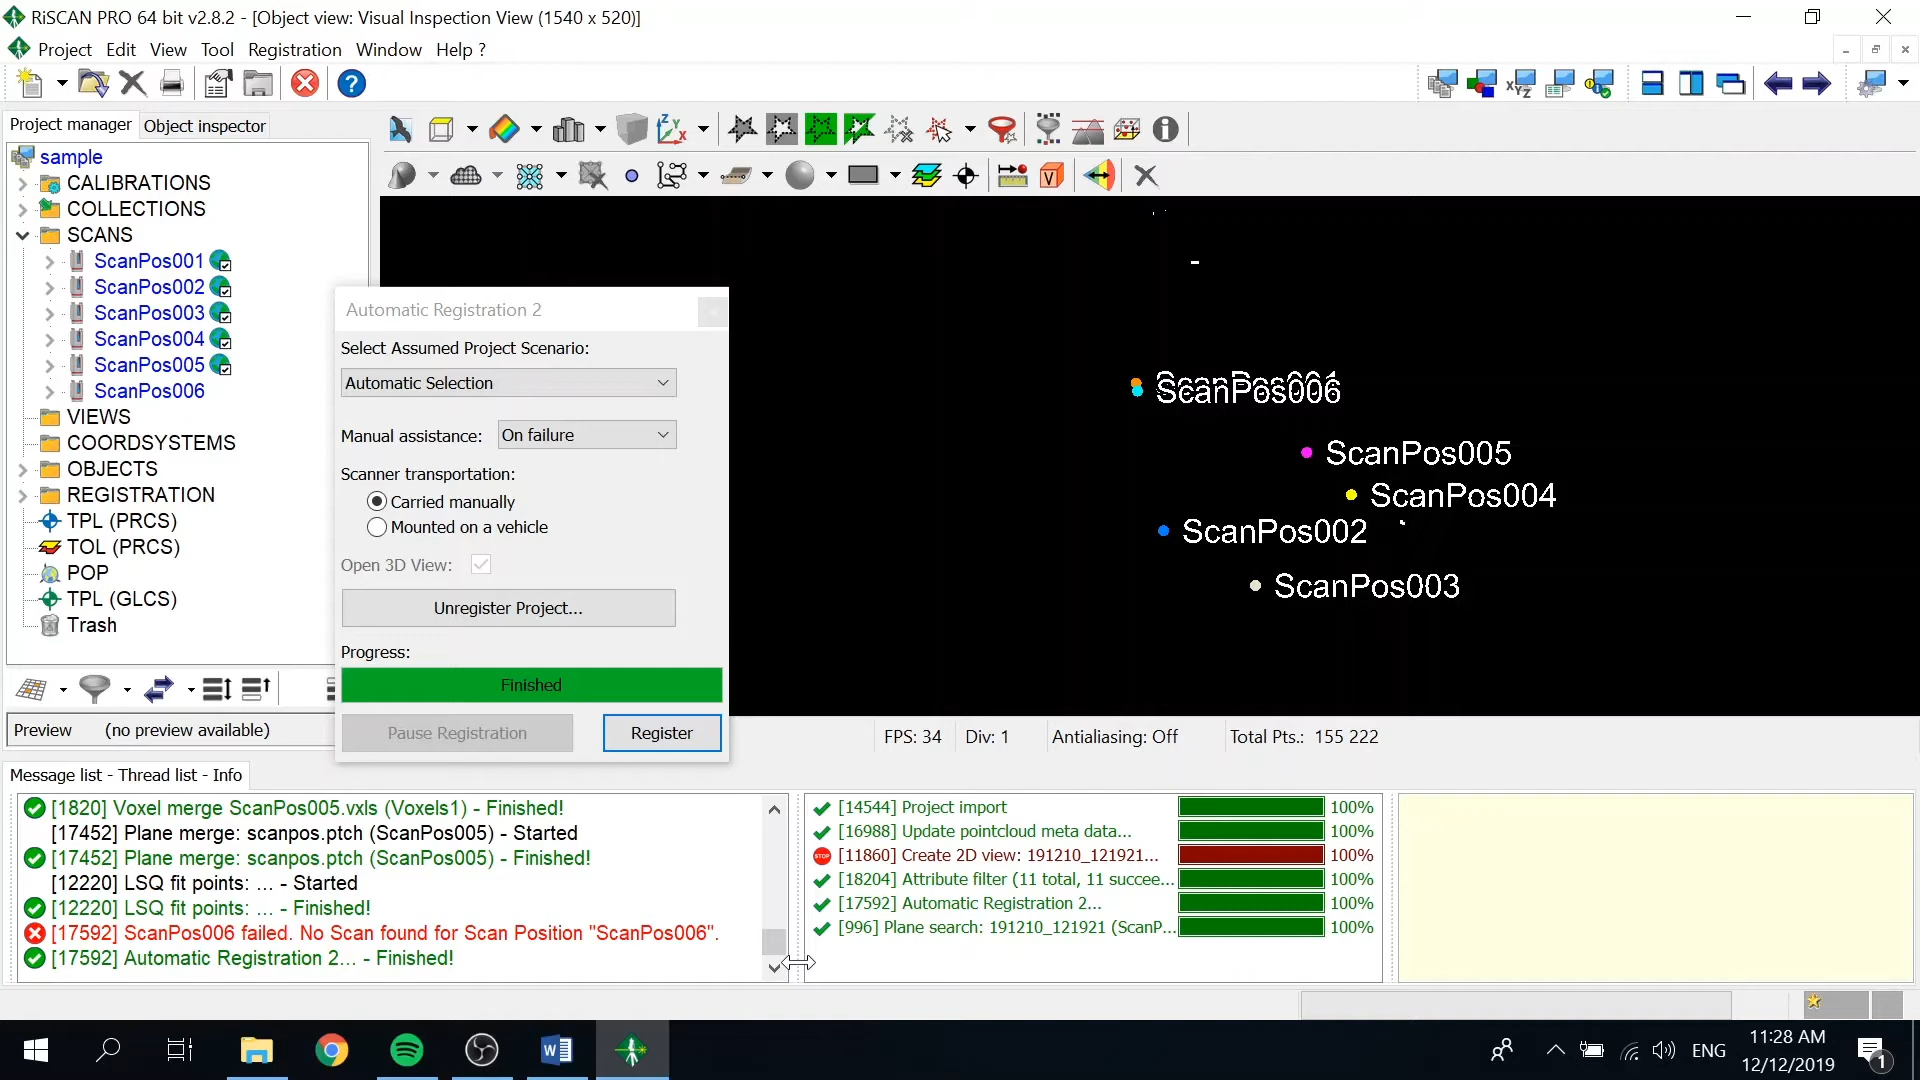 RiSCAN PRO 64 bit v2.8.2 - [Object view: Visual Inspection View (1540 x 520)]
Project Edit View Tool Registration Window Help ?
Project manager
Object inspector
sample
CALIBRATIONS
COLLECTIONS
SCANS
ScanPos001
ScanPos002
ScanPos003
ScanPos004
ScanPos005
ScanPos006
VIEWS
COORDSYSTEMS
OBJECTS
REGISTRATION
TPL (PRCS)
TOL (PRCS)
POP
TPL (GLCS)
Trash
Preview (no preview available)
Automatic Registration 2
Select Assumed Project Scenario:
Automatic Selection
Manual assistance: On failure
Scanner transportation:
Carried manually
Mounted on a vehicle
Open 3D View:
Unregister Project...
Progress:
Finished
Pause Registration
Register
ScanPos006
ScanPos005
ScanPos004
ScanPos002
ScanPos003
FPS: 34 Div: 1 Antialiasing: Off Total Pts.: 155 222
Message list - Thread list - Info
[1820] Voxel merge ScanPos005.vxls (Voxels1) - Finished!
[17452] Plane merge: scanpos.ptch (ScanPos005) - Started
[17452] Plane merge: scanpos.ptch (ScanPos005) - Finished!
[12220] LSQ fit points: ... - Started
[12220] LSQ fit points: ... - Finished!
[17592] ScanPos006 failed. No Scan found for Scan Position "ScanPos006".
[17592] Automatic Registration 2... - Finished!
[14544] Project import 100%
[16988] Update pointcloud meta data... 100%
[11860] Create 2D view: 191210_121921... 100%
[18204] Attribute filter (11 total, 11 succee... 100%
[17592] Automatic Registration 2... 100%
[996] Plane search: 191210_121921 (ScanP... 100%
ENG
11:28 AM
12/12/2019
1